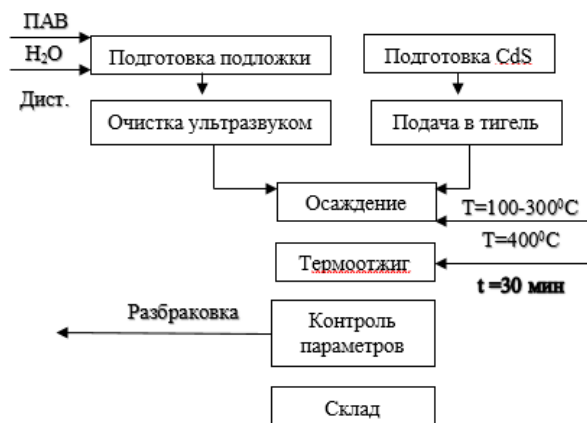 ПАВ
H₂O
Дист.
Подготовка подложки
Подготовка CdS
Очистка ультразвуком
Подача в тигель
Осаждение
T=100-300⁰C
T=400⁰C
Термоотжиг
t =30 мин
Разбраковка
Контроль
параметров
Склад